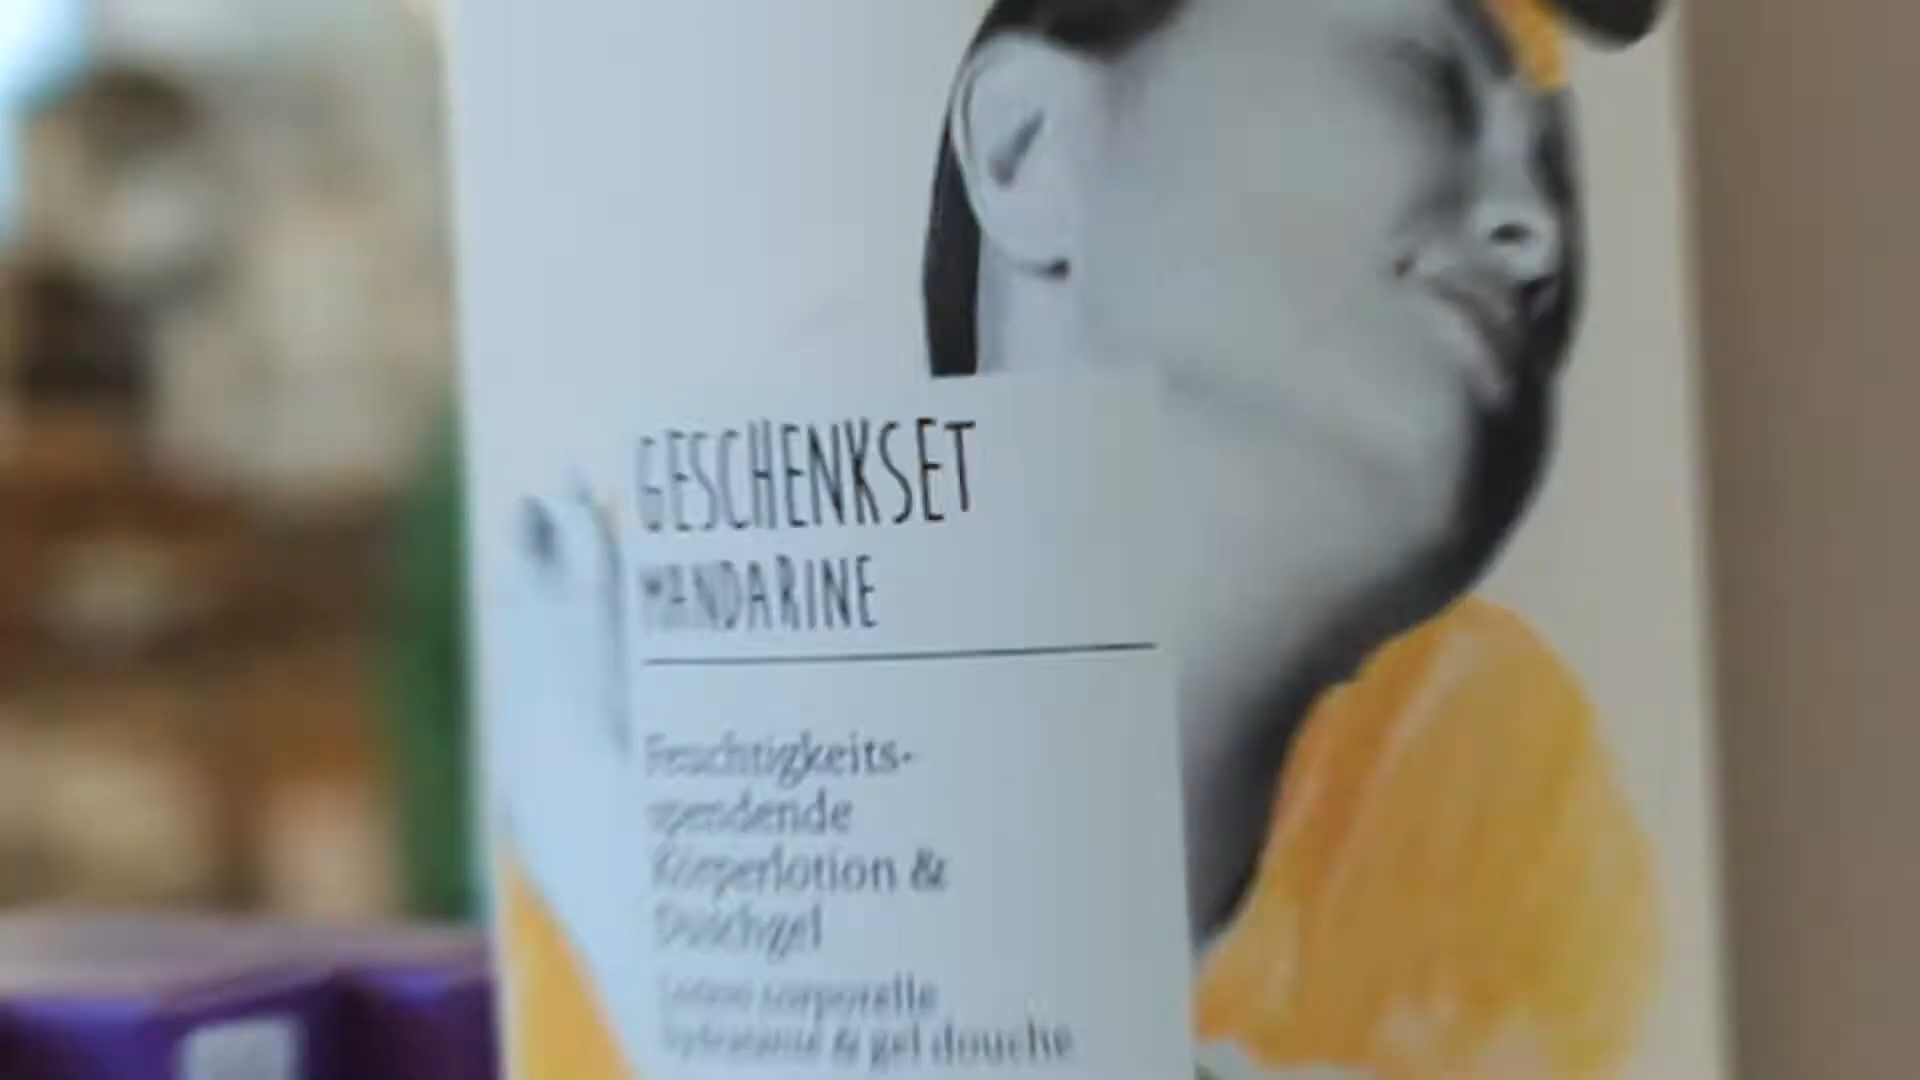 GESCHENKSET
MANDARINE
Feuchtigkeits-
spendende
Körperlotion &
Duschgel
Lotion corporelle
hydratante & gel douche